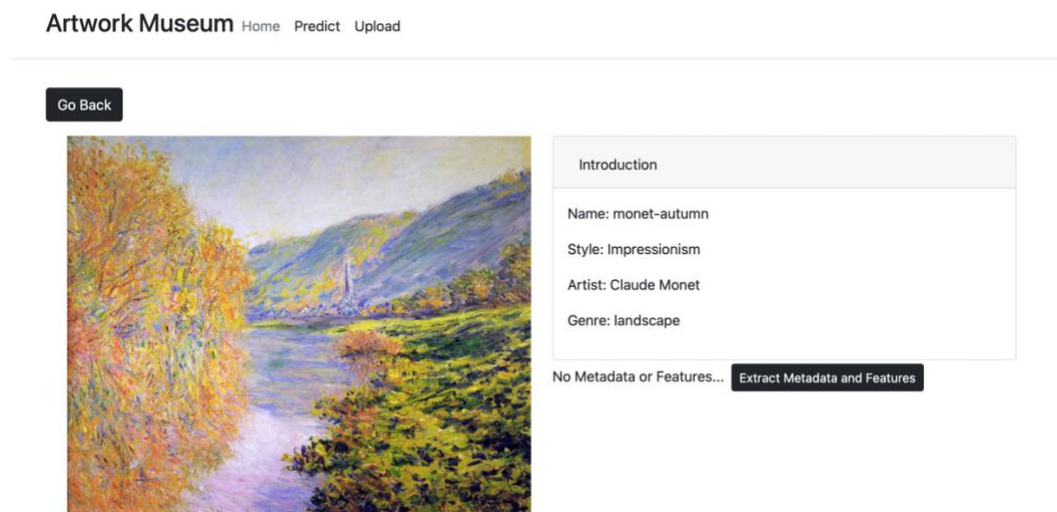 Artwork Museum Home Predict Upload
Go Back
Introduction
Name: monet-autumn
Style: Impressionism
Artist: Claude Monet
Genre: landscape
No Metadata or Features... Extract Metadata and Features